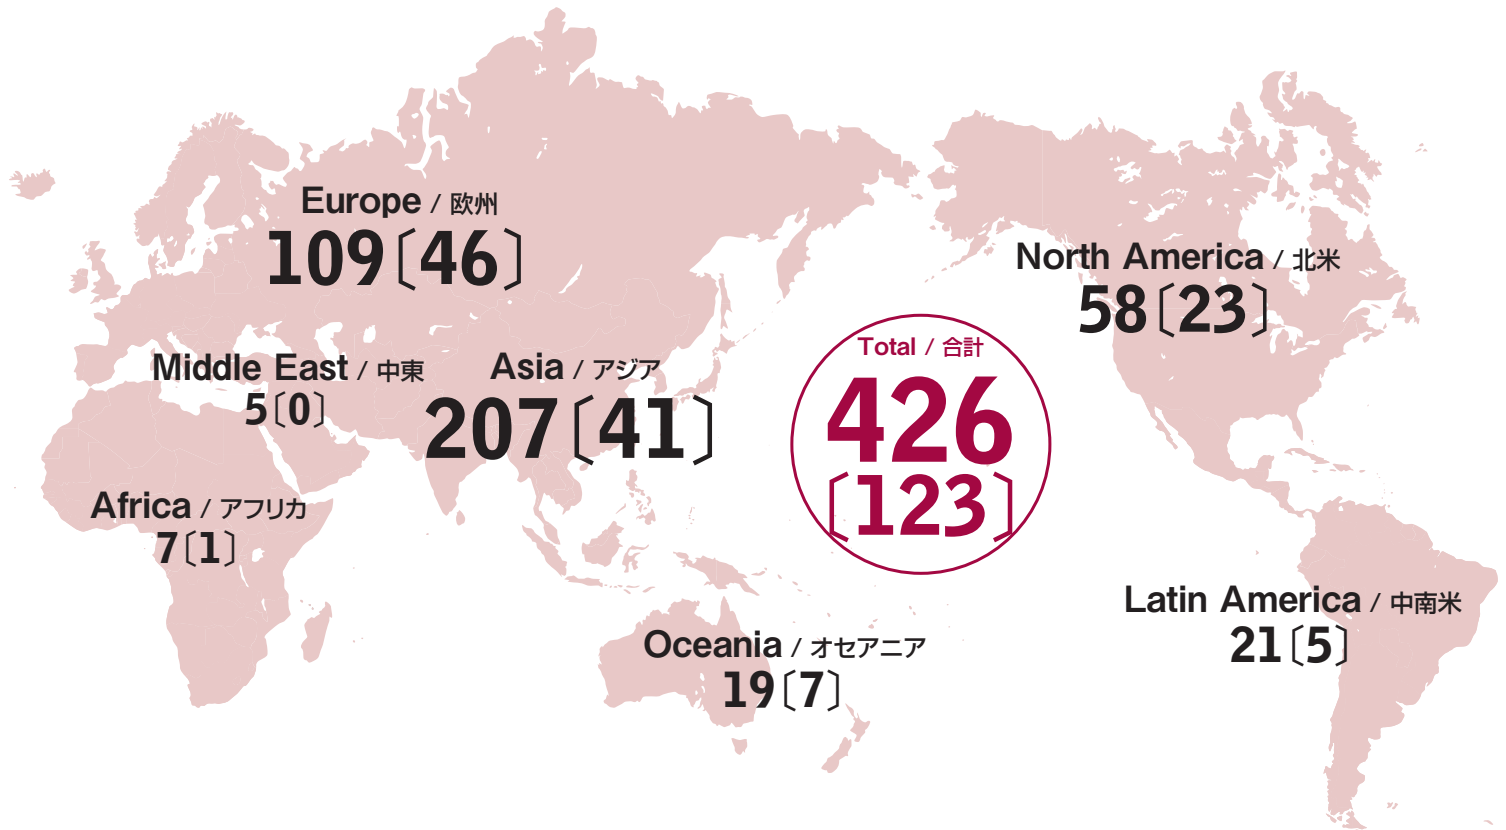 Europe / 欧州
109〔46〕
North America / 北米
58〔23〕
Middle East / 中東
5〔0〕
Asia / アジア
207〔41〕
Total / 合計
426
〔123〕
Africa / アフリカ
7〔1〕
Latin America / 中南米
21〔5〕
Oceania / オセアニア
19〔7〕